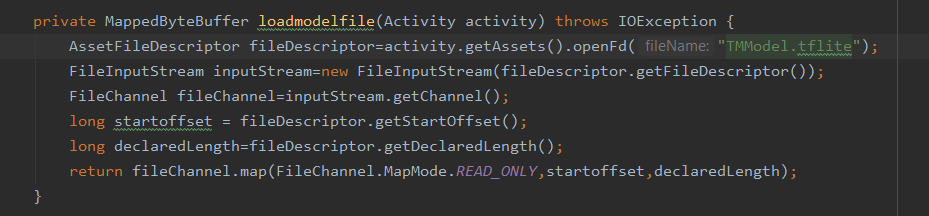 private MappedByteBuffer loadmodelfile(Activity activity) throws IOException {
    AssetFileDescriptor fileDescriptor=activity.getAssets().openFd( fileName: "TMModel.tflite");
    FileInputStream inputStream=new FileInputStream(fileDescriptor.getFileDescriptor());
    FileChannel fileChannel=inputStream.getChannel();
    long startoffset = fileDescriptor.getStartOffset();
    long declaredLength=fileDescriptor.getDeclaredLength();
    return fileChannel.map(FileChannel.MapMode.READ_ONLY,startoffset,declaredLength);
}